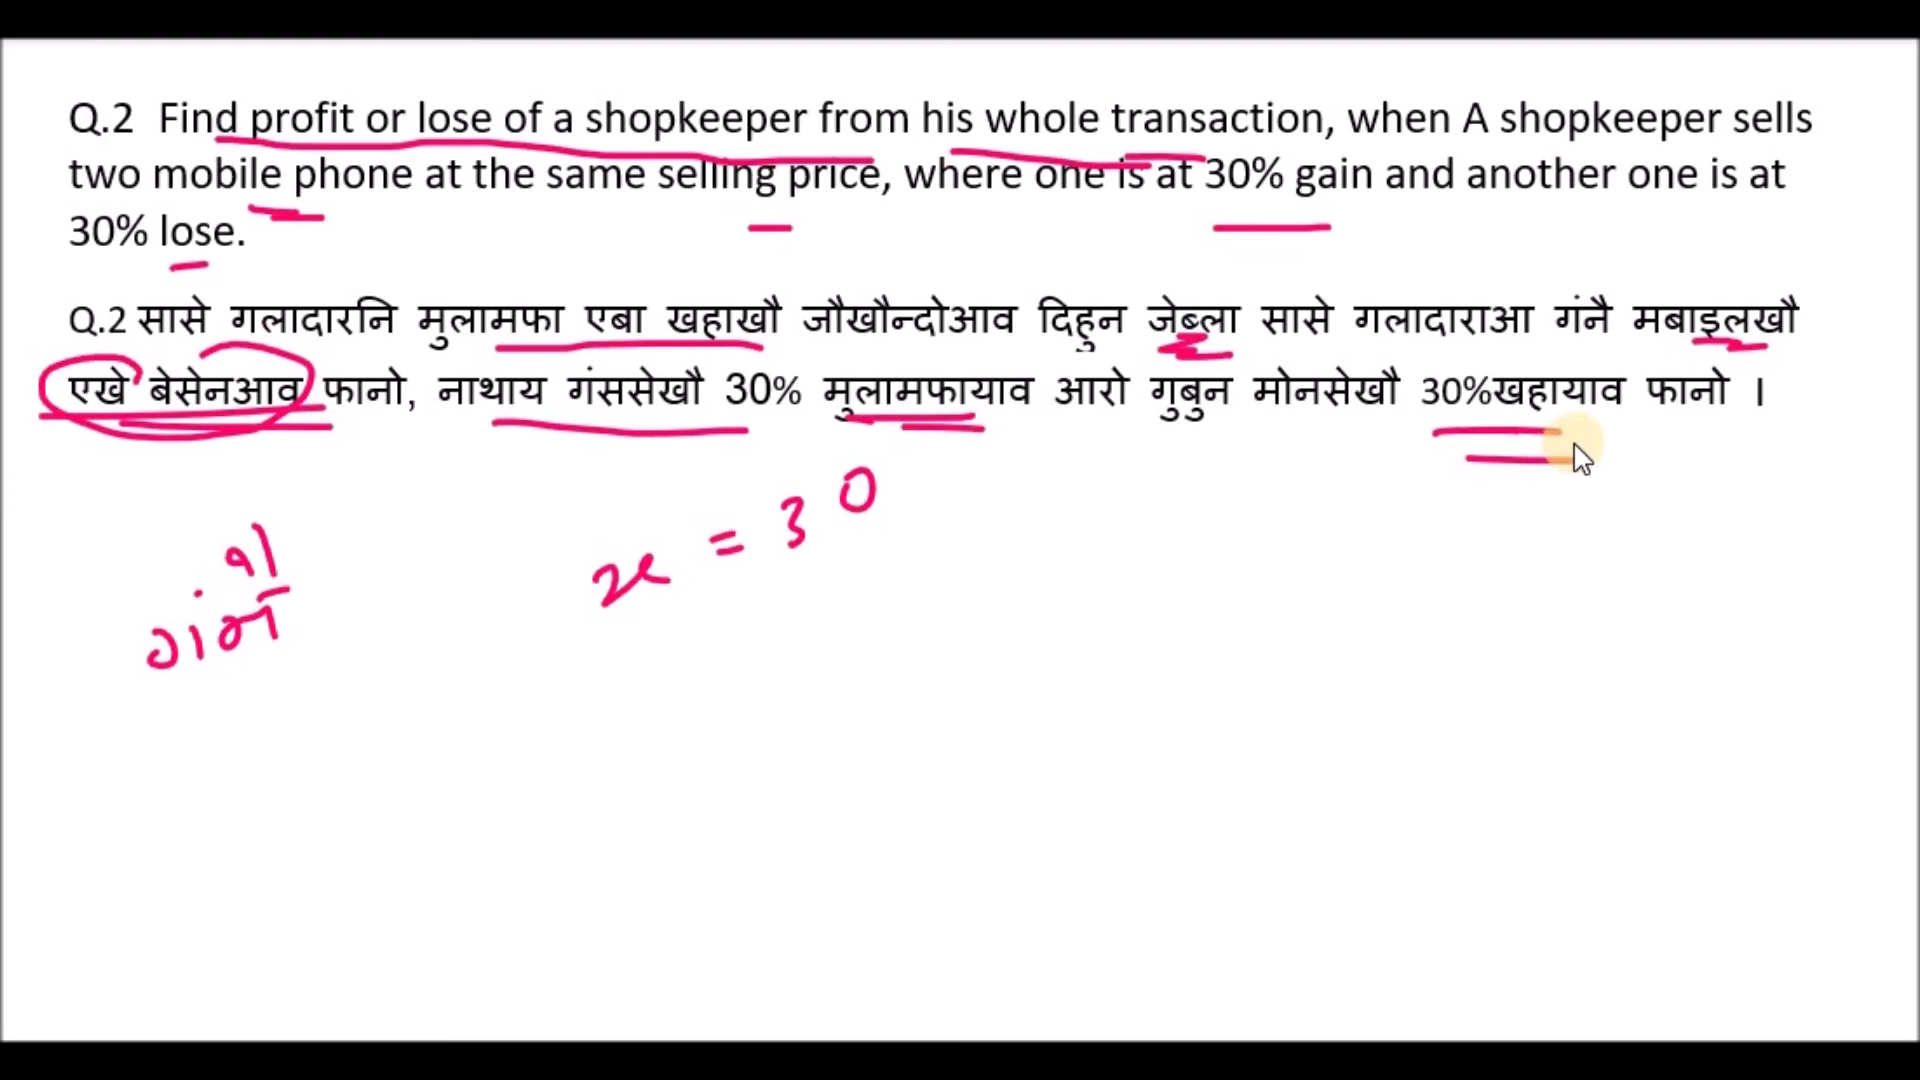 Q.2 Find profit or lose of a shopkeeper from his whole transaction, when A shopkeeper sells
two mobile phone at the same selling price, where one is at 30% gain and another one is at
30% lose.
Q.2 सासे गलादारनि मुलामफा एबा खहाखौ जौखौन्दोआव दिहुन जेब्ला सासे गलादाराआ गंनै मबाइलखौ
एखे बेसेनआव फानो, नाथाय गंससेखौ 30% मुलामफायाव आरो गुबुन मोनसेखौ 30%खहायाव फानो ।
x = 30